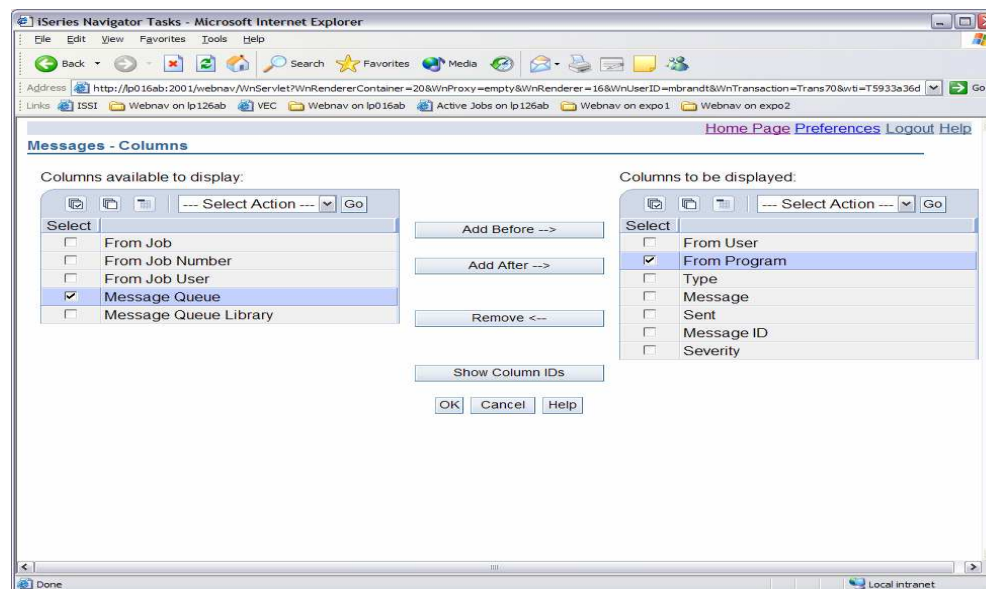 iSeries Navigator Tasks - Microsoft Internet Explorer
File Edit View Favorites Tools Help
Back Search Favorites Media
Address http://lp016ab:2001/webnav/WnServlet?WnRendererContainer=20&WnProxy=empty&WnRenderer=16&WnUserID=mbrandt&WnTransaction=Trans70&wti=T5933a36d Go
Links ISSI Webnav on lp126ab VEC Webnav on lp016ab Active Jobs on lp126ab Webnav on expo1 Webnav on expo2
Home Page Preferences Logout Help
Messages - Columns
Columns available to display:
--- Select Action --- Go
Select
From Job
From Job Number
From Job User
Message Queue
Message Queue Library
Add Before -->
Add After -->
Remove <--
Show Column IDs
OK Cancel Help
Columns to be displayed:
--- Select Action --- Go
Select
From User
From Program
Type
Message
Sent
Message ID
Severity
Done
Local intranet